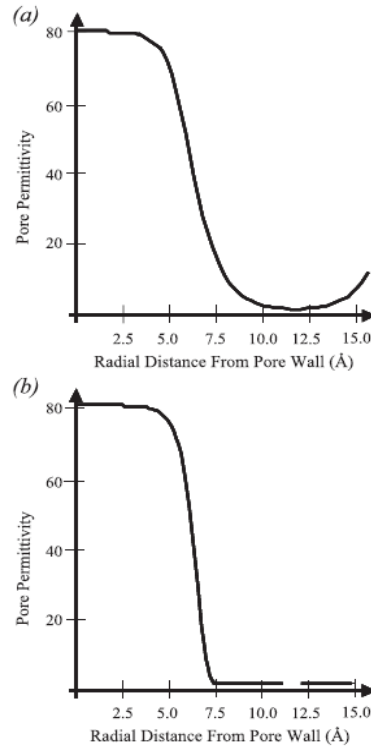 (a)
80
60
40
20
Pore Permittivity
2.5 5.0 7.5 10.0 12.5 15.0
Radial Distance From Pore Wall (Å)
(b)
80
60
40
20
Pore Permittivity
2.5 5.0 7.5 10.0 12.5 15.0
Radial Distance From Pore Wall (Å)